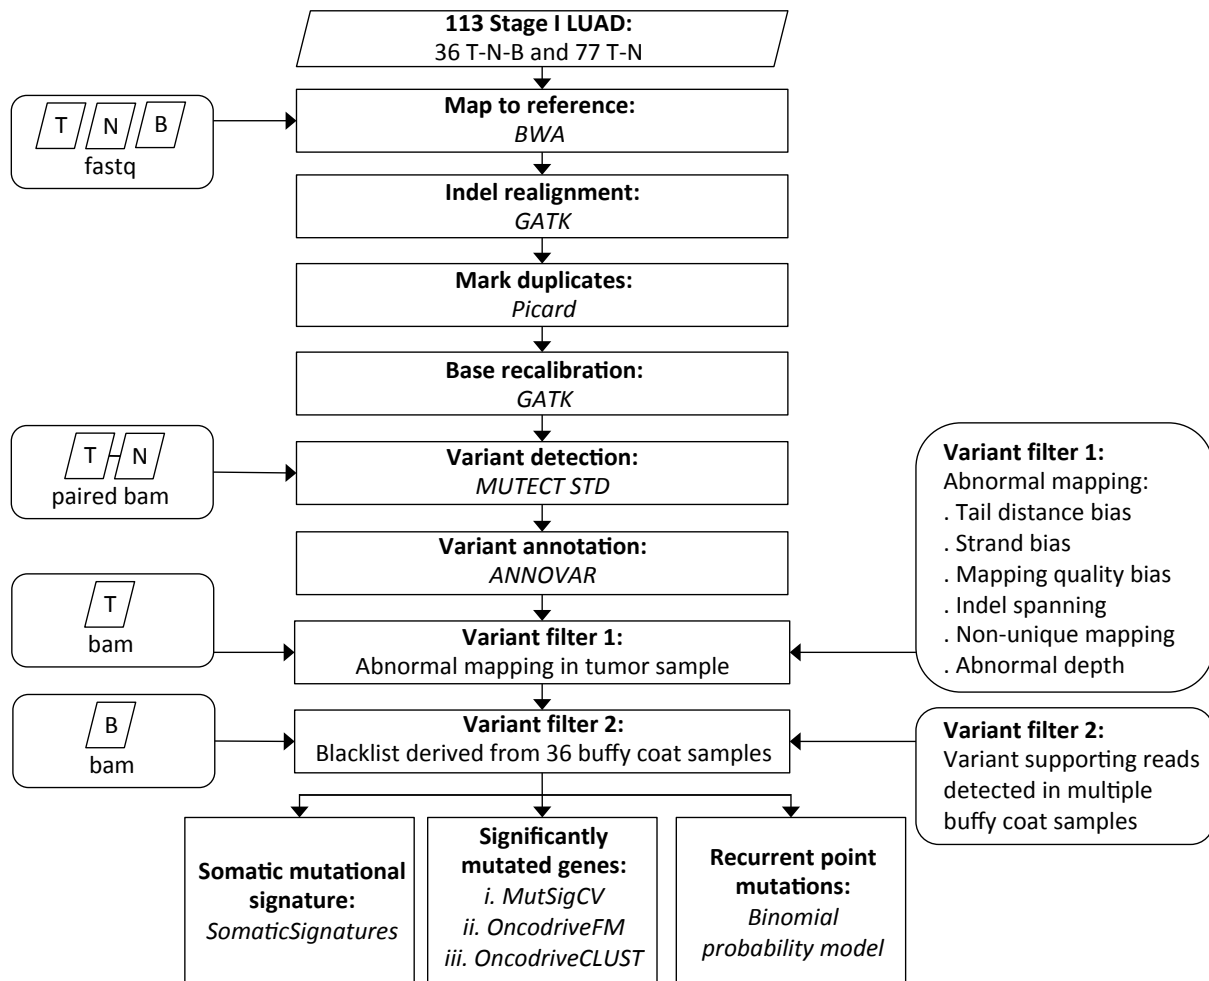 113 Stage I LUAD:
36 T-N-B and 77 T-N
T N B
fastq
Map to reference:
BWA
Indel realignment:
GATK
Mark duplicates:
Picard
Base recalibration:
GATK
T N
paired bam
Variant detection:
MUTECT STD
Variant annotation:
ANNOVAR
T
bam
Variant filter 1:
Abnormal mapping in tumor sample
Variant filter 1:
Abnormal mapping:
. Tail distance bias
. Strand bias
. Mapping quality bias
. Indel spanning
. Non-unique mapping
. Abnormal depth
B
bam
Variant filter 2:
Blacklist derived from 36 buffy coat samples
Variant filter 2:
Variant supporting reads
detected in multiple
buffy coat samples
Somatic mutational
signature:
SomaticSignatures
Significantly
mutated genes:
i. MutSigCV
ii. OncodriveFM
iii. OncodriveCLUST
Recurrent point
mutations:
Binomial
probability model